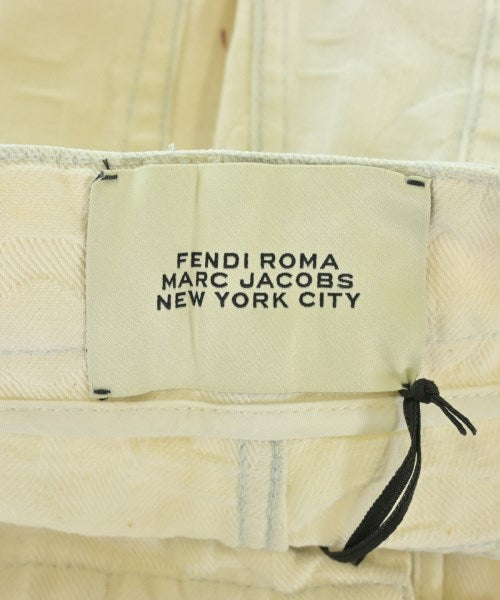 FENDI ROMA
MARC JACOBS
NEW YORK CITY